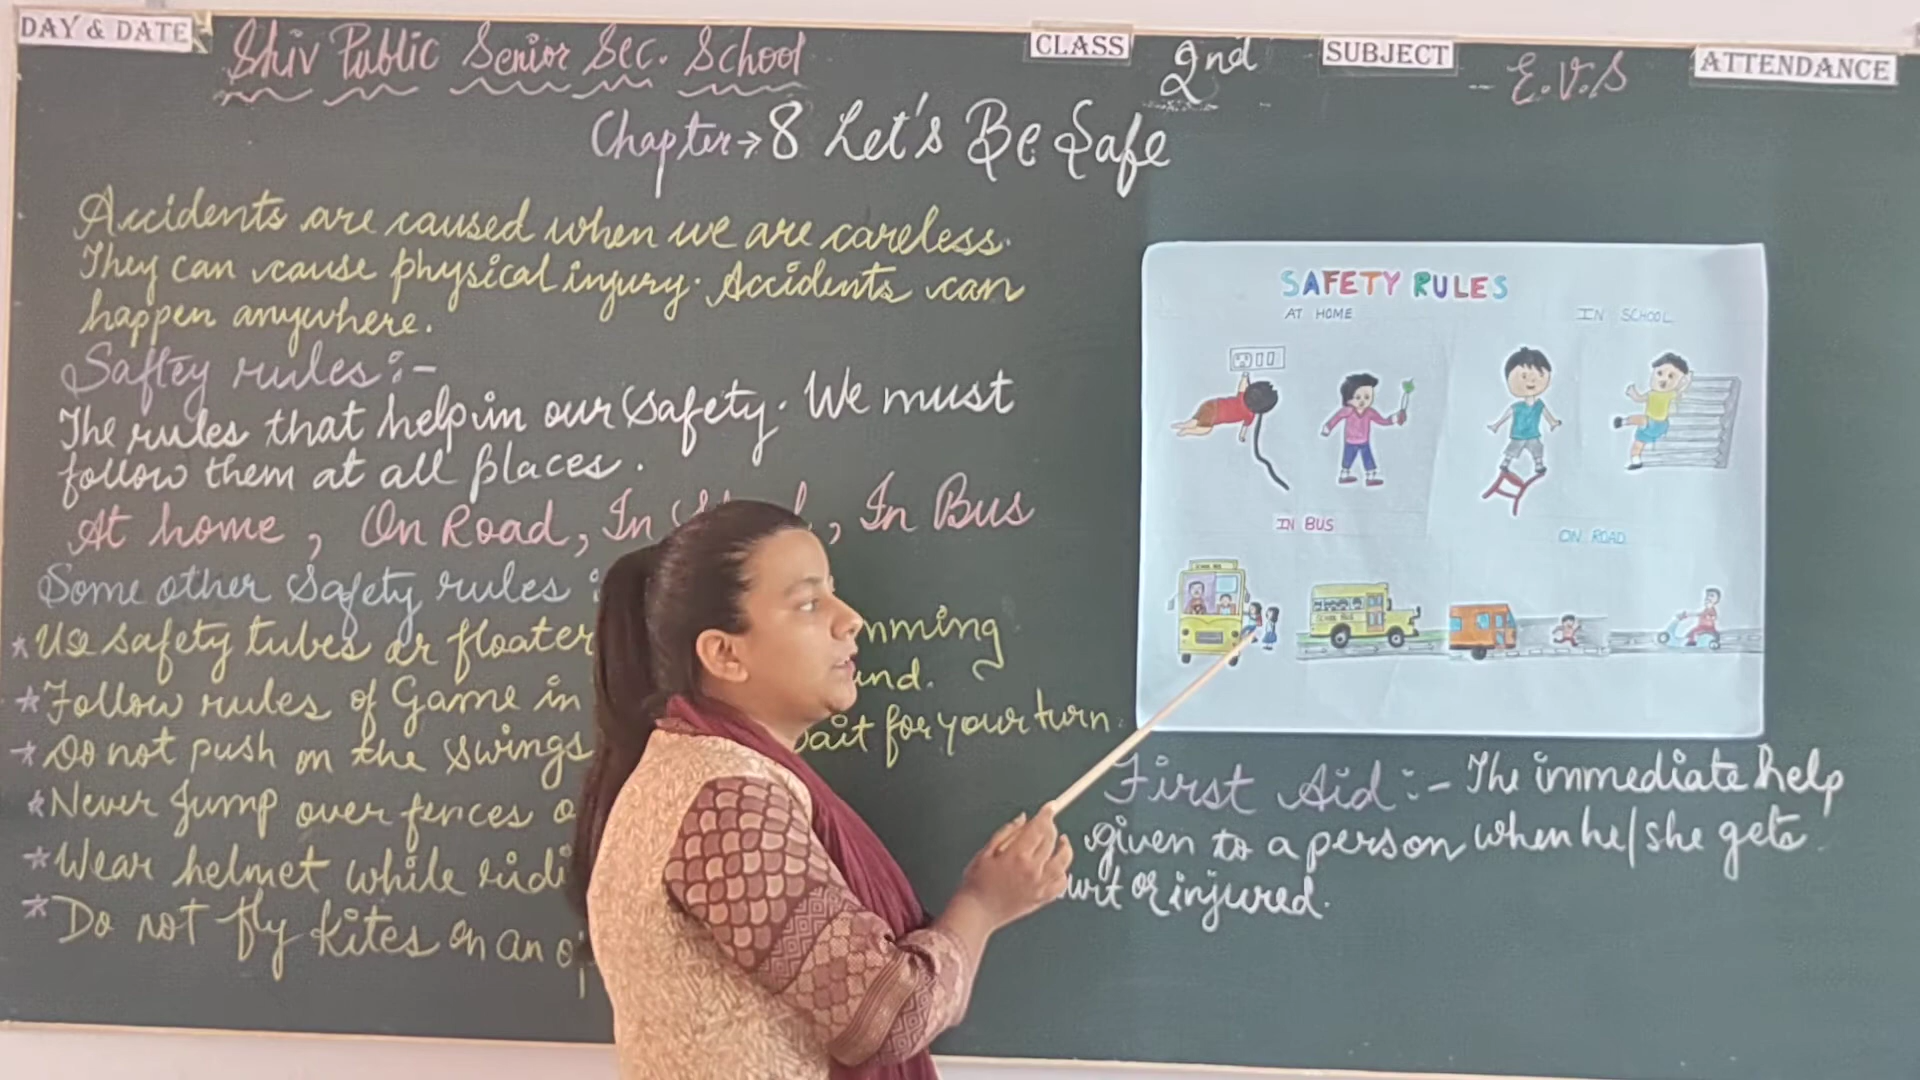 DAY & DATE
Shiv Public Senior Sec. School
CLASS
2nd
SUBJECT
- E.V.S
ATTENDANCE
Chapter → 8 Let's Be Safe
Accidents are caused when we are careless.
They can cause physical injury. Accidents can
happen anywhere.
Saftey rules :-
The rules that help in our safety. We must
follow them at all places.
At home, On Road, In , In Bus
Some other Safety rules :
* Use safety tubes or floater
* Follow rules of Game in
* Do not push on the swings wait for your turn.
* Never Jump over fences
* Wear helmet while
* Do not fly kites on an
SAFETY RULES
AT HOME
IN SCHOOL
IN BUS
ON ROAD
SCHOOL BUS
SCHOOL BUS
First Aid :- The immediate help
given to a person when he/she gets
hurt or injured.